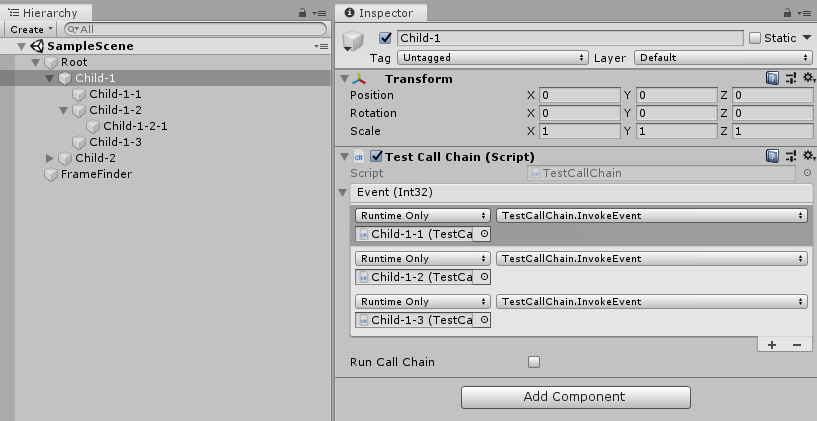 Hierarchy
Create
All
SampleScene
Root
Child-1
Child-1-1
Child-1-2
Child-1-2-1
Child-1-3
Child-2
FrameFinder
Inspector
Child-1
Static
Tag Untagged Layer Default
Transform
Position X 0 Y 0 Z 0
Rotation X 0 Y 0 Z 0
Scale X 1 Y 1 Z 1
Test Call Chain (Script)
Script TestCallChain
Event (Int32)
Runtime Only TestCallChain.InvokeEvent
Child-1-1 (TestCa
Runtime Only TestCallChain.InvokeEvent
Child-1-2 (TestCa
Runtime Only TestCallChain.InvokeEvent
Child-1-3 (TestCa
+ −
Run Call Chain
Add Component